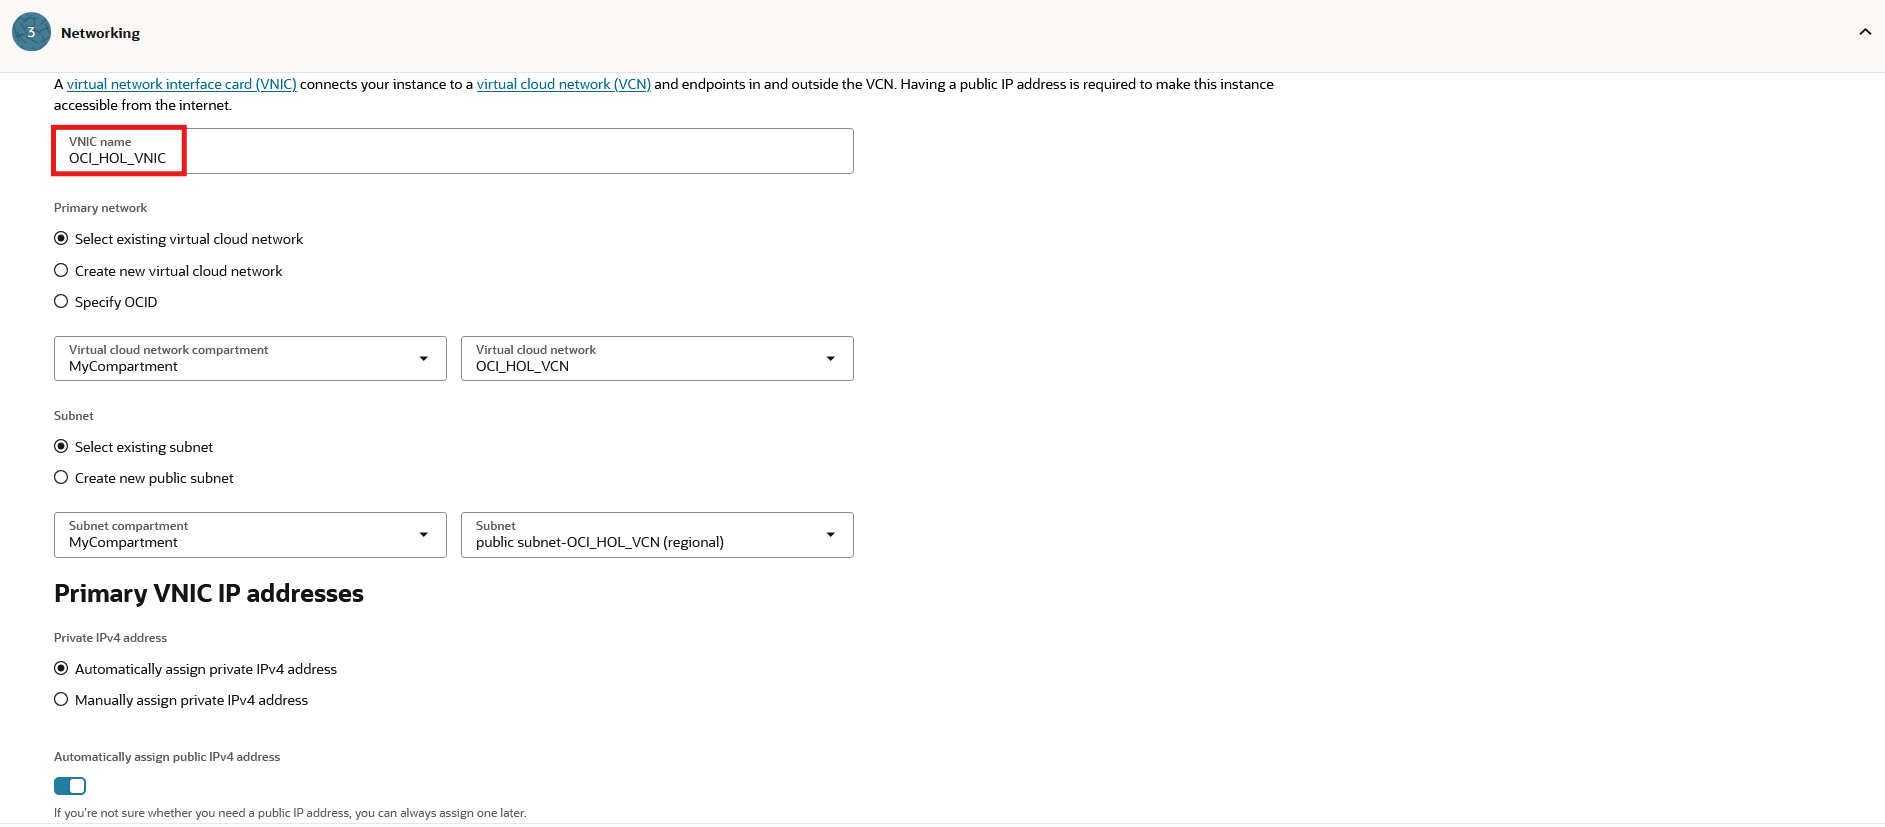 3
Networking
A virtual network interface card (VNIC) connects your instance to a virtual cloud network (VCN) and endpoints in and outside the VCN. Having a public IP address is required to make this instance
accessible from the internet.
VNIC name
OCI_HOL_VNIC
Primary network
Select existing virtual cloud network
Create new virtual cloud network
Specify OCID
Virtual cloud network compartment
MyCompartment
Virtual cloud network
OCI_HOL_VCN
Subnet
Select existing subnet
Create new public subnet
Subnet compartment
MyCompartment
Subnet
public subnet-OCI_HOL_VCN (regional)
Primary VNIC IP addresses
Private IPv4 address
Automatically assign private IPv4 address
Manually assign private IPv4 address
Automatically assign public IPv4 address
If you're not sure whether you need a public IP address, you can always assign one later.